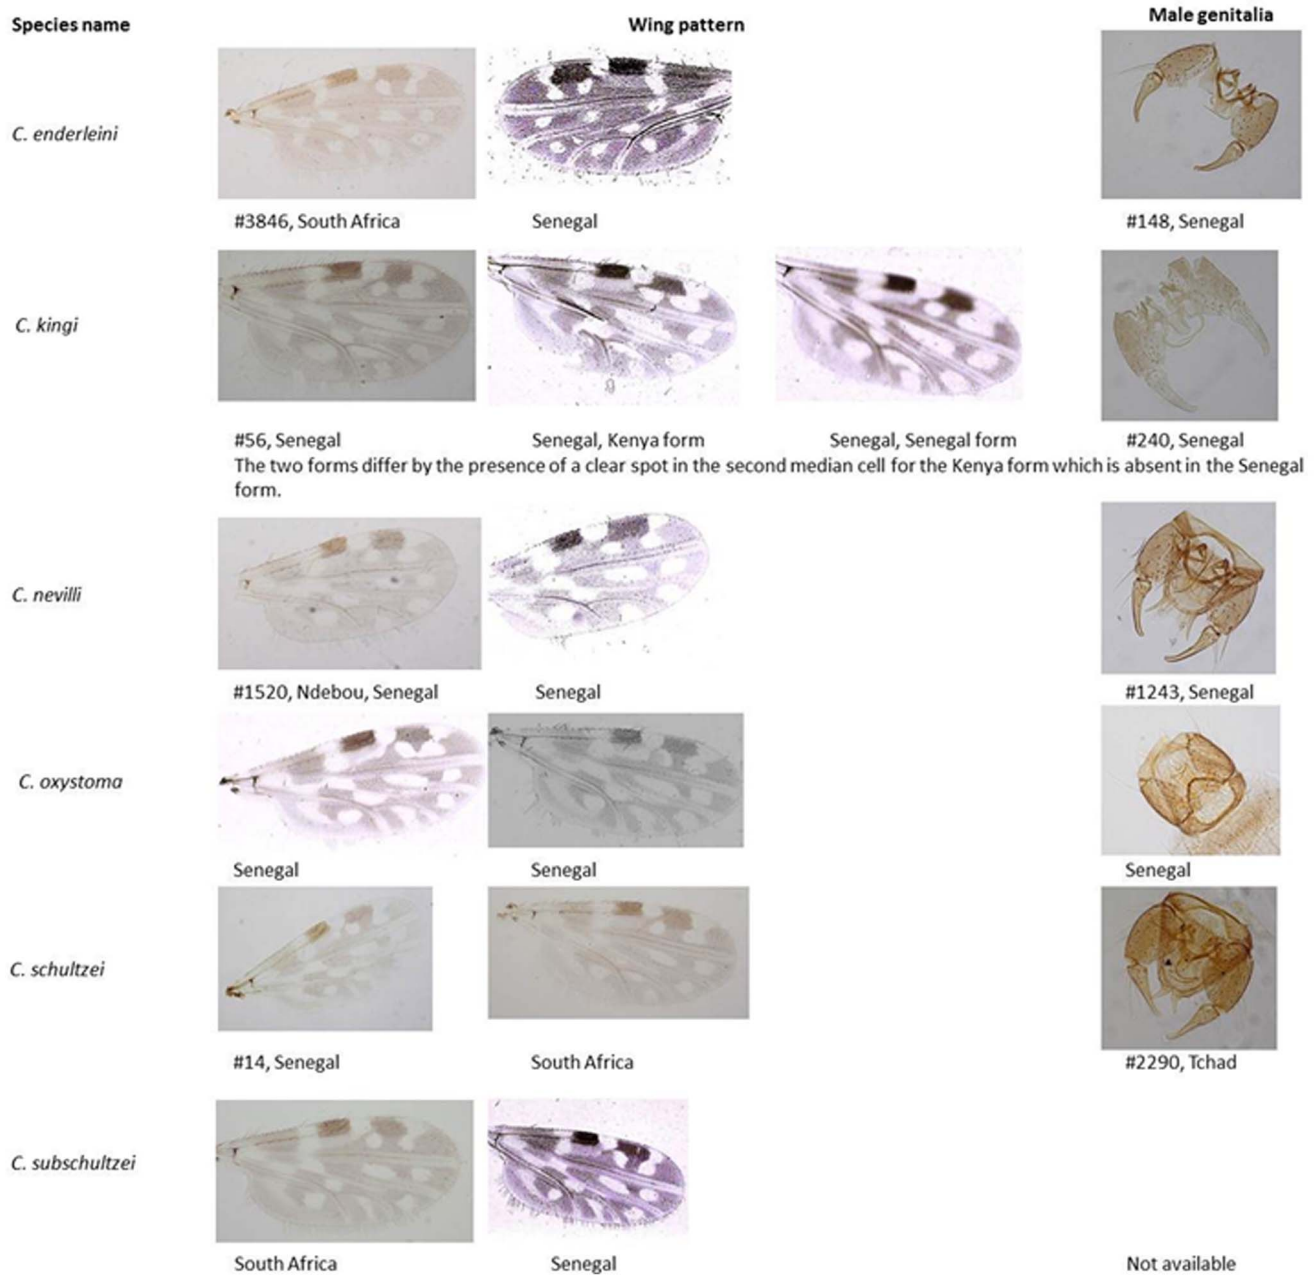 Species name
Wing pattern
Male genitalia
C. enderleini
#3846, South Africa
Senegal
#148, Senegal
C. kingi
#56, Senegal
Senegal, Kenya form
Senegal, Senegal form
#240, Senegal
The two forms differ by the presence of a clear spot in the second median cell for the Kenya form which is absent in the Senegal
form.
C. nevilli
#1520, Ndebou, Senegal
Senegal
#1243, Senegal
C. oxystoma
Senegal
Senegal
Senegal
C. schultzei
#14, Senegal
South Africa
#2290, Tchad
C. subschultzei
South Africa
Senegal
Not available